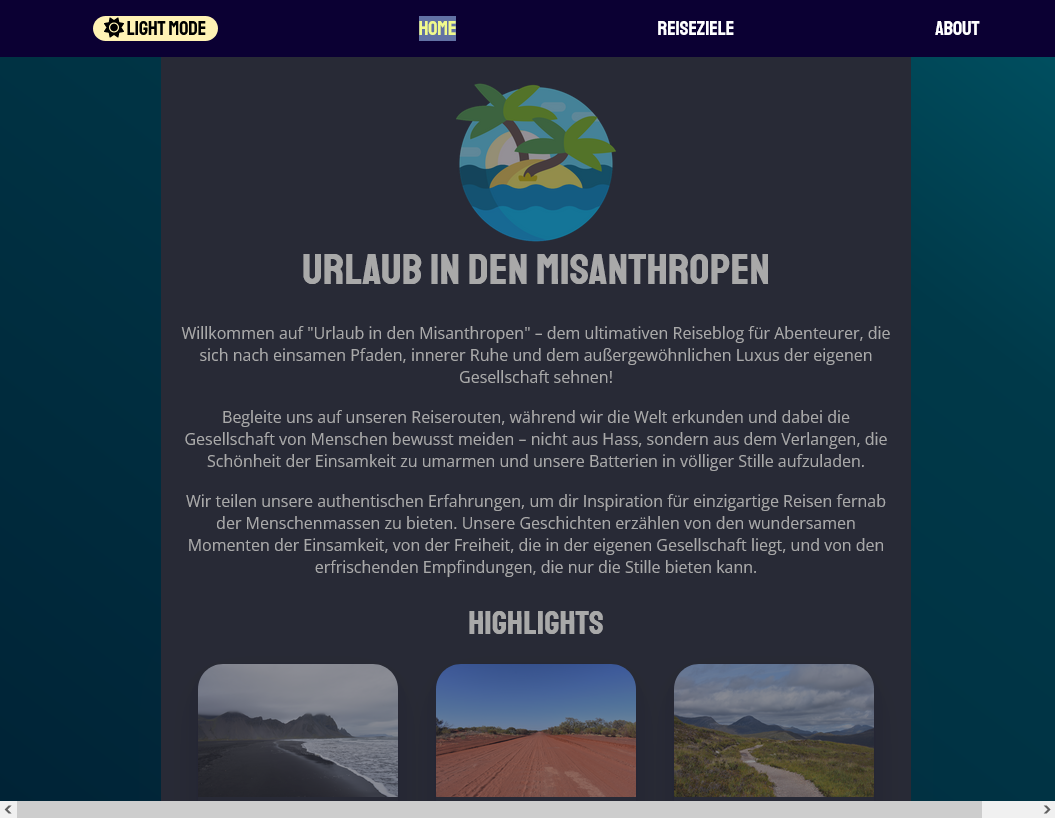 LIGHT MODE HOME REISEZIELE ABOUT
URLAUB IN DEN MISANTHROPEN
Willkommen auf "Urlaub in den Misanthropen" – dem ultimativen Reiseblog für Abenteurer, die
sich nach einsamen Pfaden, innerer Ruhe und dem außergewöhnlichen Luxus der eigenen
Gesellschaft sehnen!
Begleite uns auf unseren Reiserouten, während wir die Welt erkunden und dabei die
Gesellschaft von Menschen bewusst meiden – nicht aus Hass, sondern aus dem Verlangen, die
Schönheit der Einsamkeit zu umarmen und unsere Batterien in völliger Stille aufzuladen.
Wir teilen unsere authentischen Erfahrungen, um dir Inspiration für einzigartige Reisen fernab
der Menschenmassen zu bieten. Unsere Geschichten erzählen von den wundersamen
Momenten der Einsamkeit, von der Freiheit, die in der eigenen Gesellschaft liegt, und von den
erfrischenden Empfindungen, die nur die Stille bieten kann.
HIGHLIGHTS